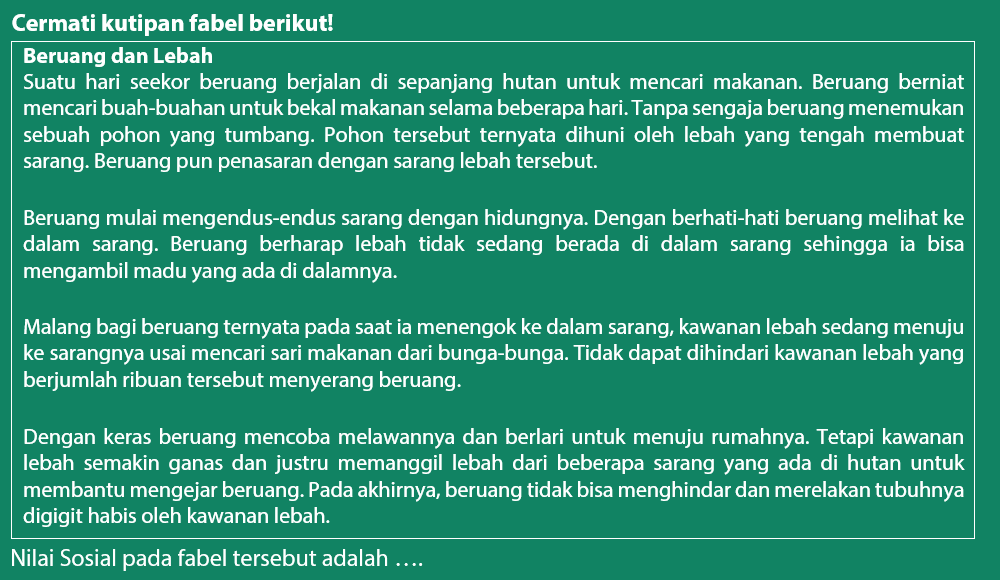 Cermati kutipan fabel berikut!
Beruang dan Lebah
Suatu hari seekor beruang berjalan di sepanjang hutan untuk mencari makanan. Beruang berniat
mencari buah-buahan untuk bekal makanan selama beberapa hari. Tanpa sengaja beruang menemukan
sebuah pohon yang tumbang. Pohon tersebut ternyata dihuni oleh lebah yang tengah membuat
sarang. Beruang pun penasaran dengan sarang lebah tersebut.
Beruang mulai mengendus-endus sarang dengan hidungnya. Dengan berhati-hati beruang melihat ke
dalam sarang. Beruang berharap lebah tidak sedang berada di dalam sarang sehingga ia bisa
mengambil madu yang ada di dalamnya.
Malang bagi beruang ternyata pada saat ia menengok ke dalam sarang, kawanan lebah sedang menuju
ke sarangnya usai mencari sari makanan dari bunga-bunga. Tidak dapat dihindari kawanan lebah yang
berjumlah ribuan tersebut menyerang beruang.
Dengan keras beruang mencoba melawannya dan berlari untuk menuju rumahnya. Tetapi kawanan
lebah semakin ganas dan justru memanggil lebah dari beberapa sarang yang ada di hutan untuk
membantu mengejar beruang. Pada akhirnya, beruang tidak bisa menghindar dan merelakan tubuhnya
digigit habis oleh kawanan lebah.
Nilai Sosial pada fabel tersebut adalah ….